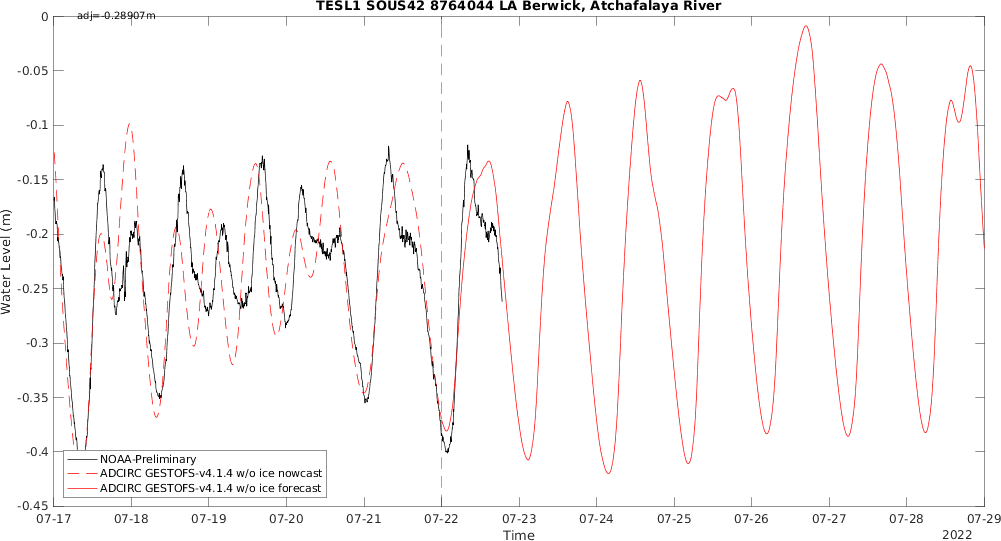 TESL1 SOUS42 8764044 LA Berwick, Atchafalaya River
adj=-0.28907m
0
-0.05
-0.1
-0.15
-0.2
-0.25
-0.3
-0.35
-0.4
-0.45
Water Level (m)
NOAA-Preliminary
ADCIRC GESTOFS-v4.1.4 w/o ice nowcast
ADCIRC GESTOFS-v4.1.4 w/o ice forecast
07-17 07-18 07-19 07-20 07-21 07-22 07-23 07-24 07-25 07-26 07-27 07-28 07-29
Time
2022